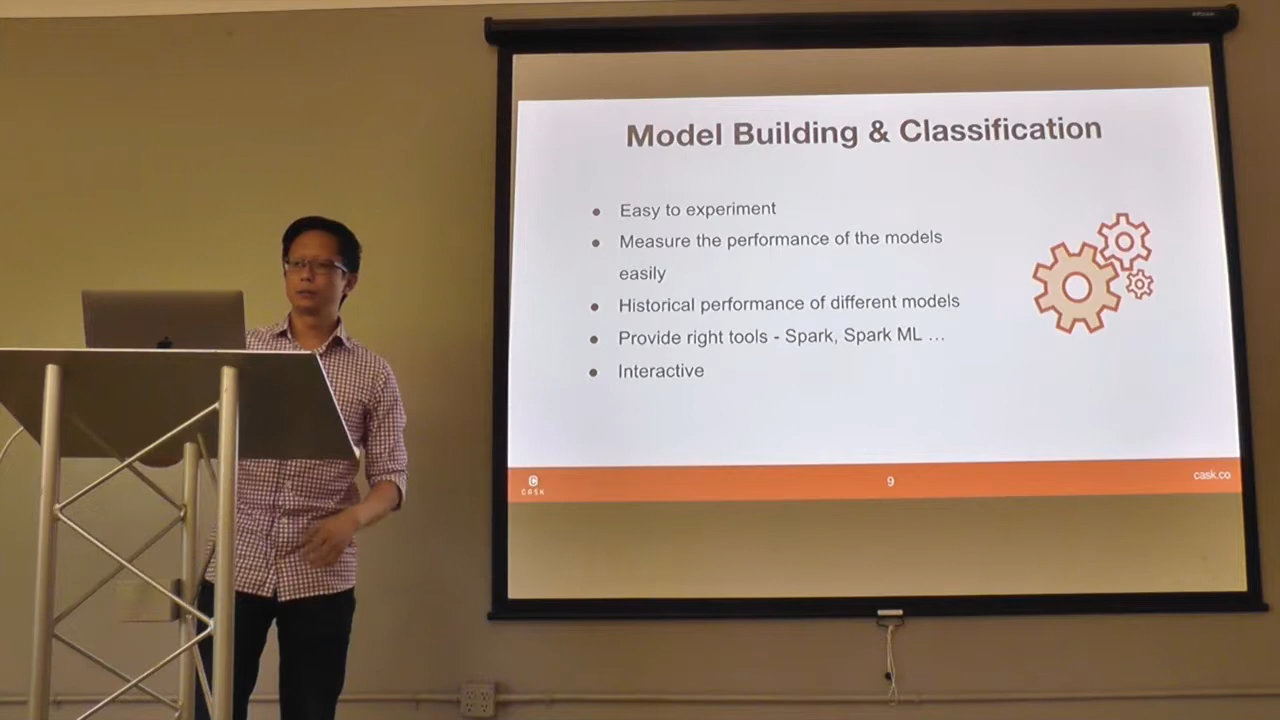 Model Building & Classification
● Easy to experiment
● Measure the performance of the models
easily
● Historical performance of different models
● Provide right tools - Spark, Spark ML …
● Interactive
CASK
9
cask.co